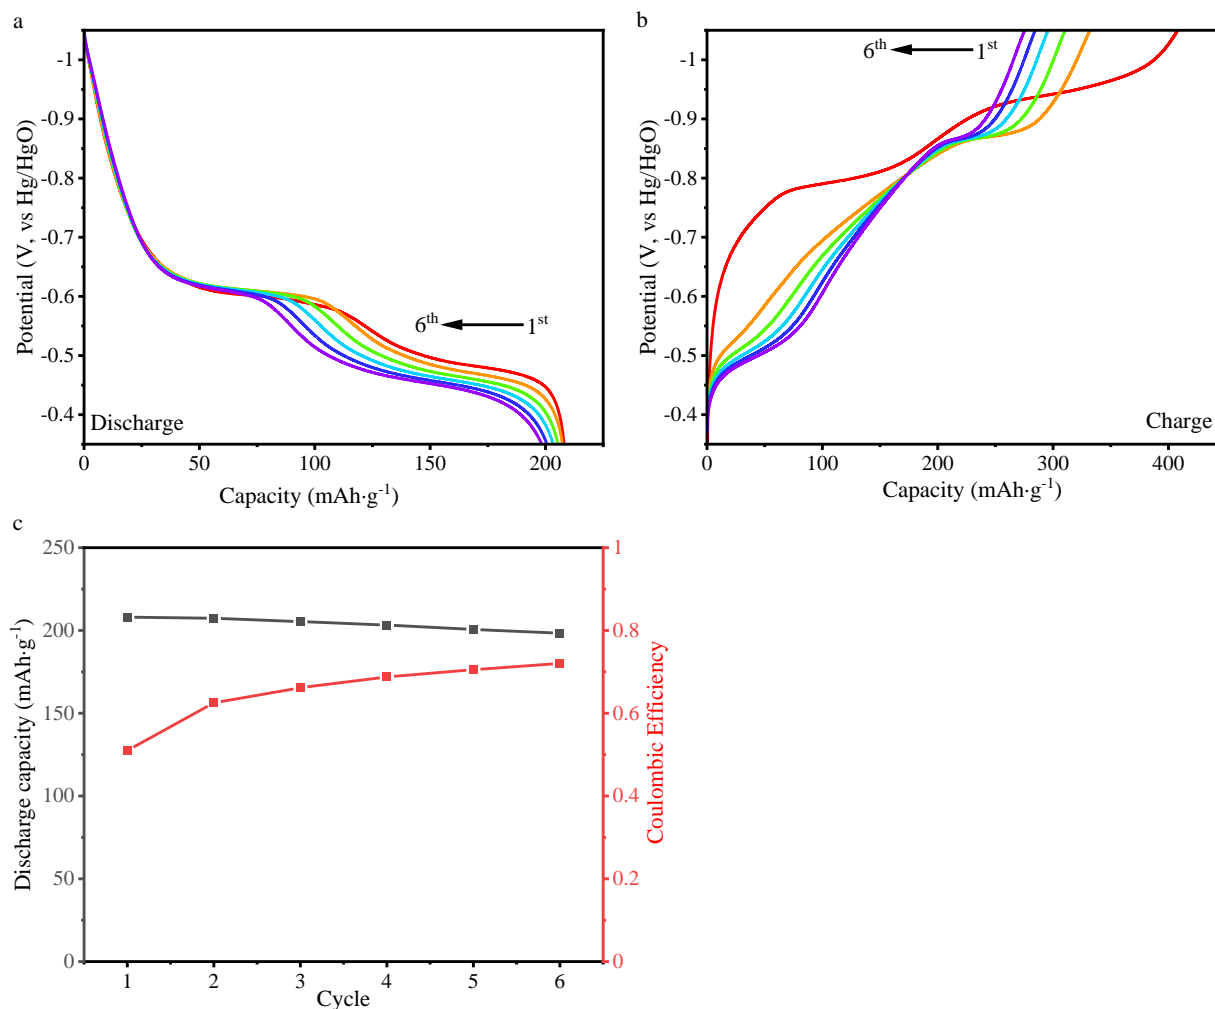 a
-1
-0.9
-0.8
-0.7
-0.6
-0.5
-0.4
Potential (V, vs Hg/HgO)
6th
1st
Discharge
0
50
100
150
200
Capacity (mAh·g-1)
b
-1
-0.9
-0.8
-0.7
-0.6
-0.5
-0.4
Potential (V, vs Hg/HgO)
6th
1st
Charge
0
100
200
300
400
Capacity (mAh·g-1)
c
250
200
150
100
50
0
Discharge capacity (mAh·g-1)
1
0.8
0.6
0.4
0.2
0
Coulombic Efficiency
1
2
3
4
5
6
Cycle